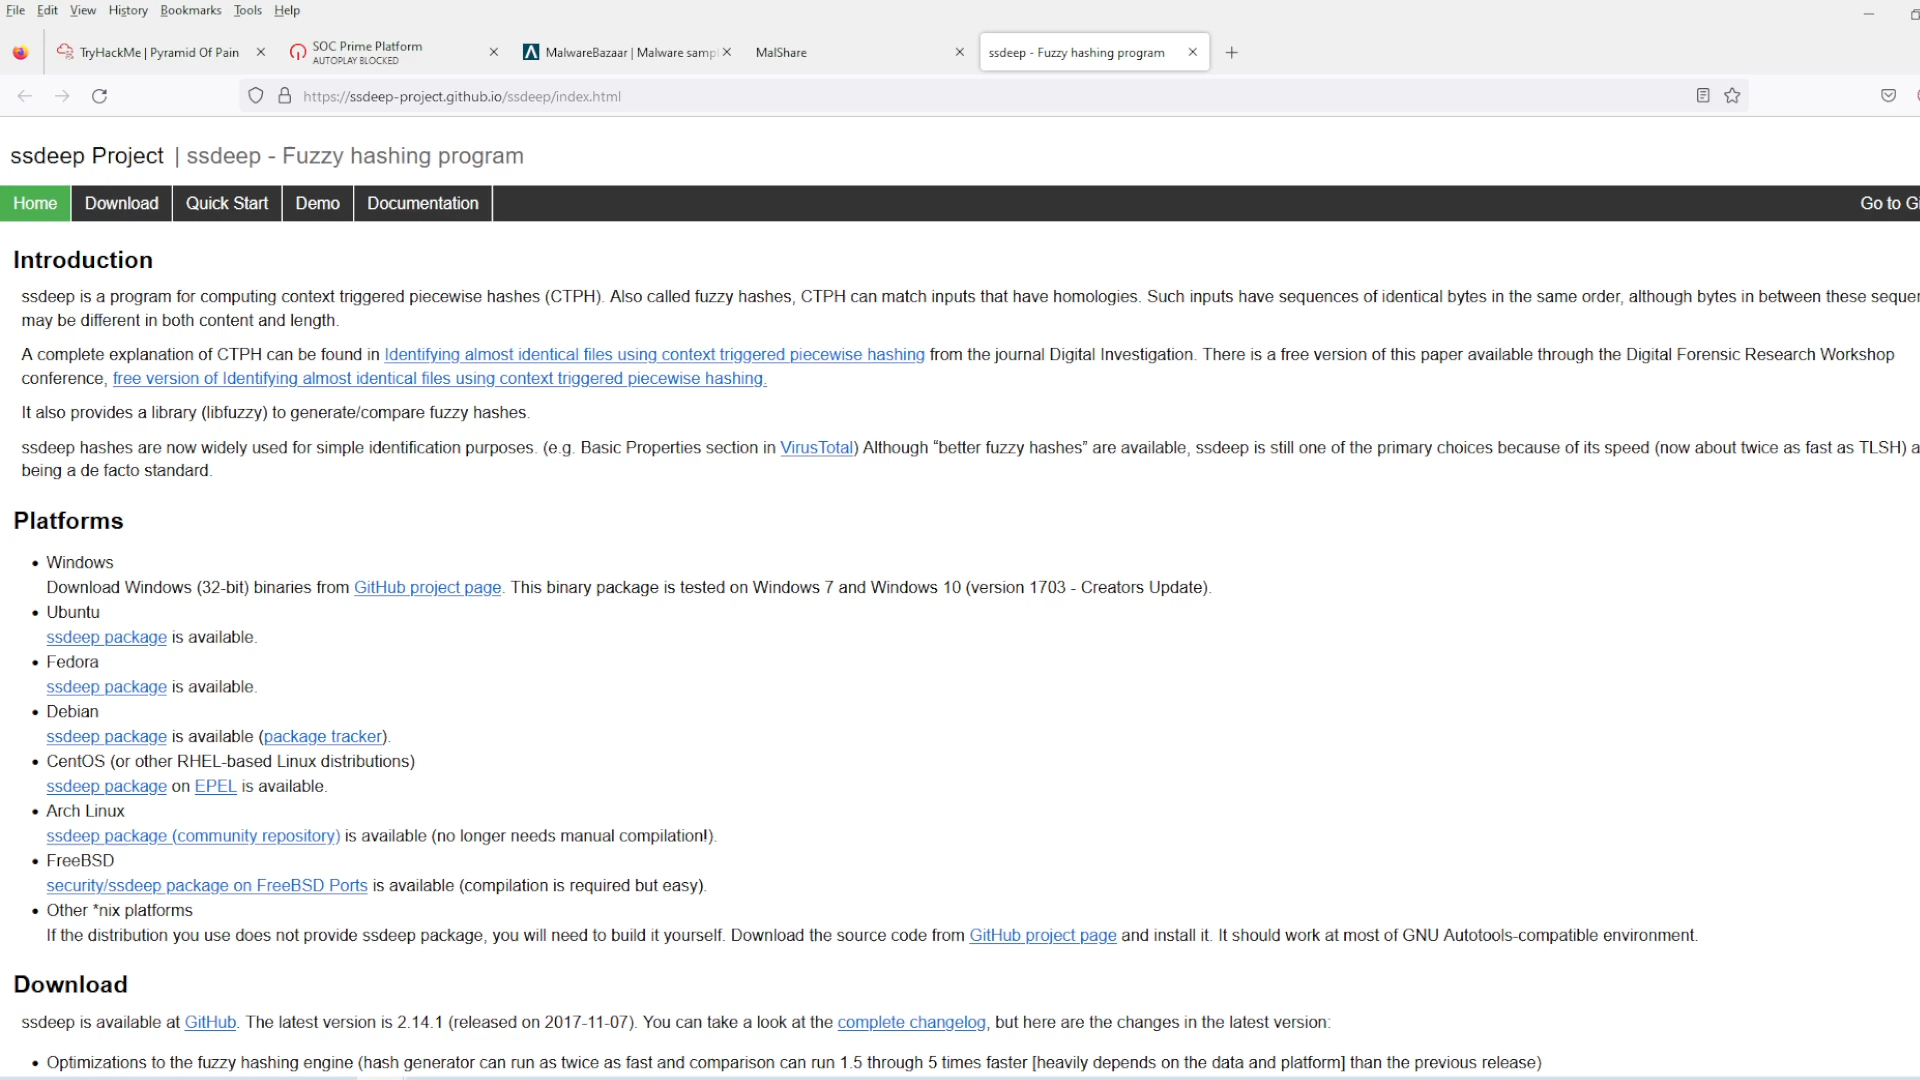 File Edit View History Bookmarks Tools Help
TryHackMe | Pyramid Of Pain
SOC Prime Platform
AUTOPLAY BLOCKED
MalwareBazaar | Malware sampl
MalShare
ssdeep - Fuzzy hashing program
https://ssdeep-project.github.io/ssdeep/index.html
ssdeep Project | ssdeep - Fuzzy hashing program
Home Download Quick Start Demo Documentation Go to Gi
Introduction
ssdeep is a program for computing context triggered piecewise hashes (CTPH). Also called fuzzy hashes, CTPH can match inputs that have homologies. Such inputs have sequences of identical bytes in the same order, although bytes in between these sequen
may be different in both content and length.
A complete explanation of CTPH can be found in Identifying almost identical files using context triggered piecewise hashing from the journal Digital Investigation. There is a free version of this paper available through the Digital Forensic Research Workshop
conference, free version of Identifying almost identical files using context triggered piecewise hashing.
It also provides a library (libfuzzy) to generate/compare fuzzy hashes.
ssdeep hashes are now widely used for simple identification purposes. (e.g. Basic Properties section in VirusTotal) Although “better fuzzy hashes” are available, ssdeep is still one of the primary choices because of its speed (now about twice as fast as TLSH) a
being a de facto standard.
Platforms
• Windows
Download Windows (32-bit) binaries from GitHub project page. This binary package is tested on Windows 7 and Windows 10 (version 1703 - Creators Update).
• Ubuntu
ssdeep package is available.
• Fedora
ssdeep package is available.
• Debian
ssdeep package is available (package tracker).
• CentOS (or other RHEL-based Linux distributions)
ssdeep package on EPEL is available.
• Arch Linux
ssdeep package (community repository) is available (no longer needs manual compilation!).
• FreeBSD
security/ssdeep package on FreeBSD Ports is available (compilation is required but easy).
• Other *nix platforms
If the distribution you use does not provide ssdeep package, you will need to build it yourself. Download the source code from GitHub project page and install it. It should work at most of GNU Autotools-compatible environment.
Download
ssdeep is available at GitHub. The latest version is 2.14.1 (released on 2017-11-07). You can take a look at the complete changelog, but here are the changes in the latest version:
• Optimizations to the fuzzy hashing engine (hash generator can run as twice as fast and comparison can run 1.5 through 5 times faster [heavily depends on the data and platform] than the previous release)